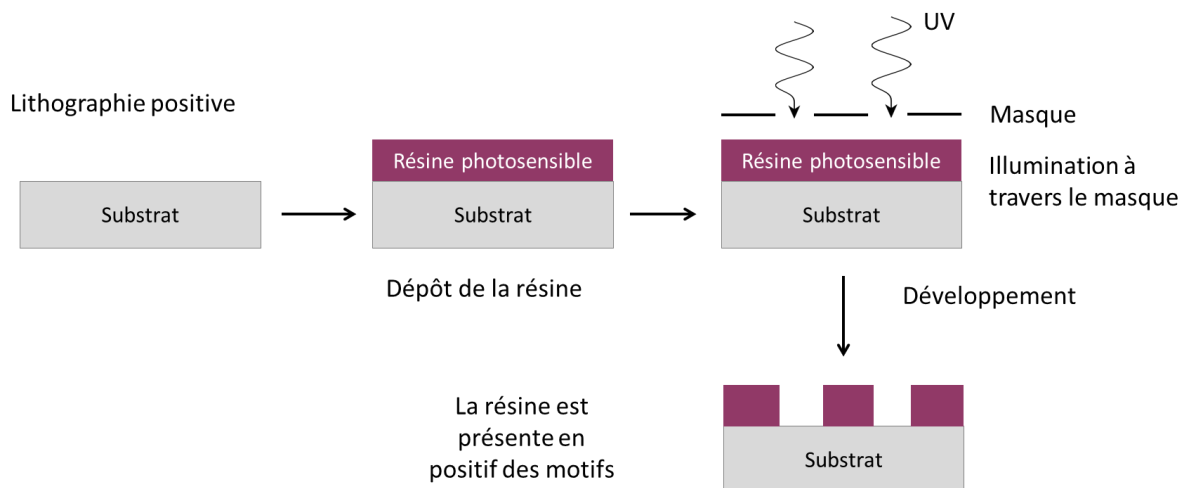 UV
Lithographie positive
Masque
Résine photosensible
Résine photosensible
Illumination à
travers le masque
Substrat
Substrat
Substrat
Dépôt de la résine
Développement
La résine est
présente en
positif des motifs
Substrat